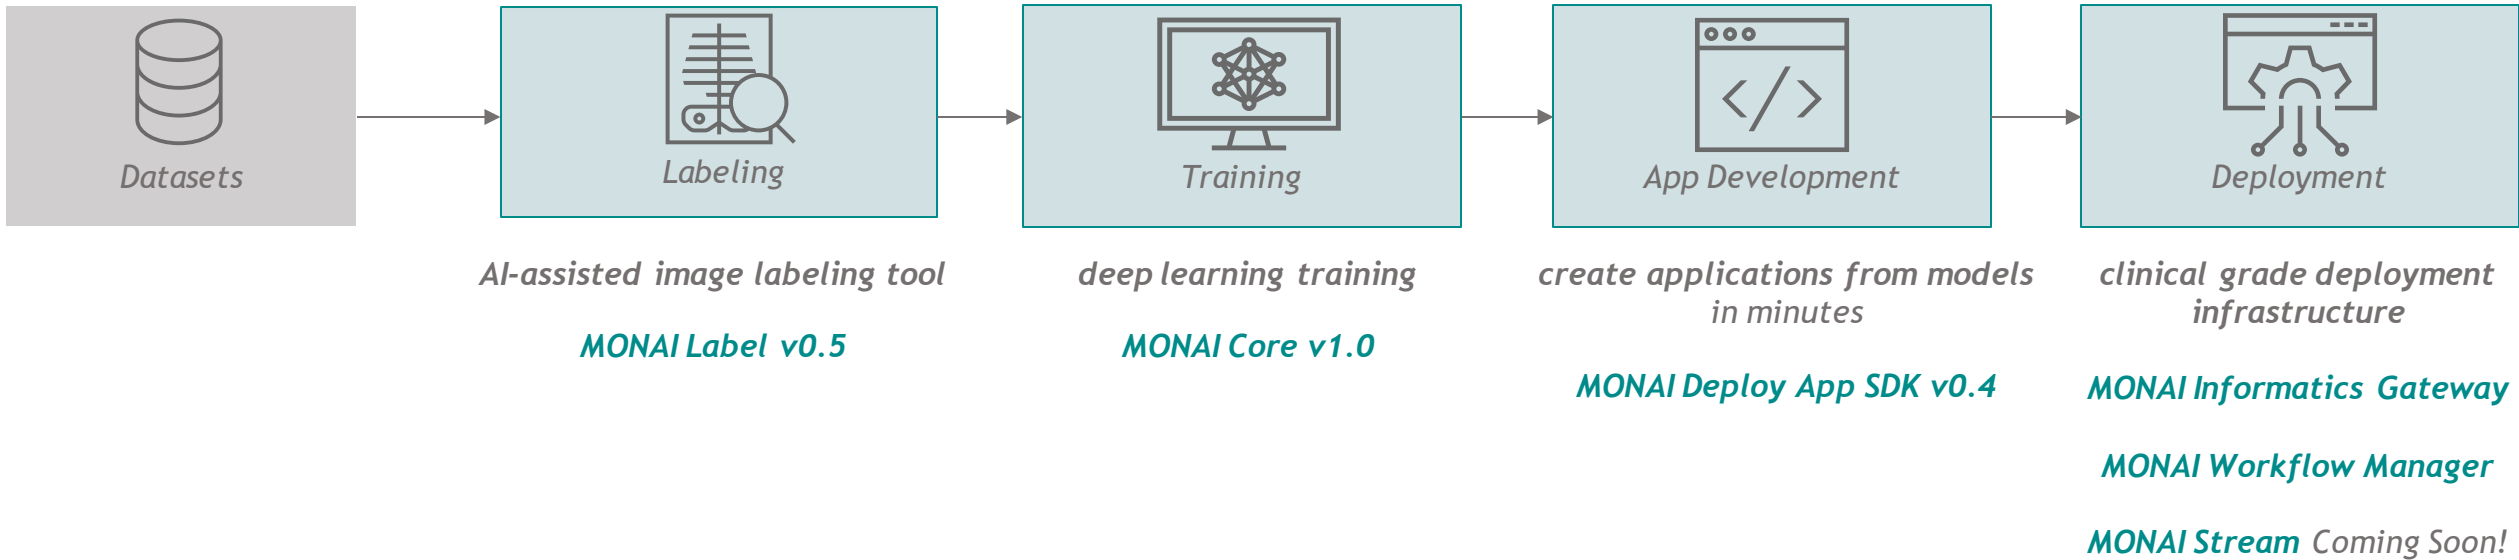 Datasets
Labeling
Training
App Development
Deployment
AI-assisted image labeling tool
MONAI Label v0.5
deep learning training
MONAI Core v1.0
create applications from models
in minutes
MONAI Deploy App SDK v0.4
clinical grade deployment
infrastructure
MONAI Informatics Gateway
MONAI Workflow Manager
MONAI Stream Coming Soon!